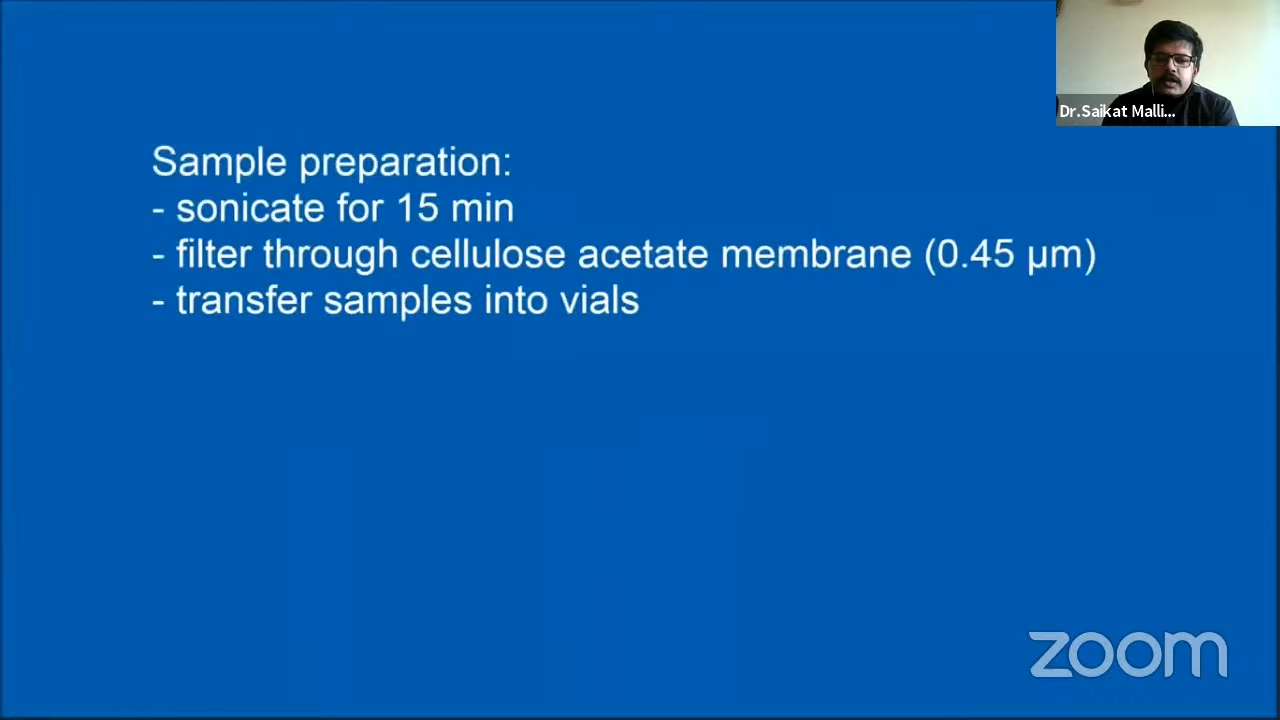 Dr.Saikat Malli...
Sample preparation:
- sonicate for 15 min
- filter through cellulose acetate membrane (0.45 µm)
- transfer samples into vials
zoom